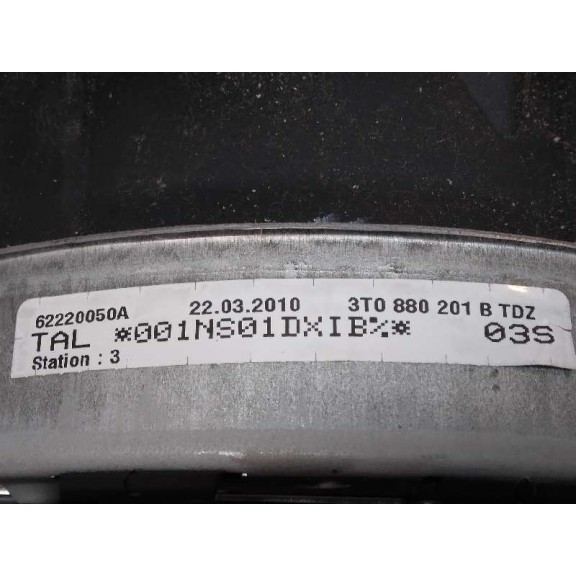 62220050A 22.03.2010 3T0 880 201 B TDZ
TAL *001NS01DXIB%* 03S
Station : 3